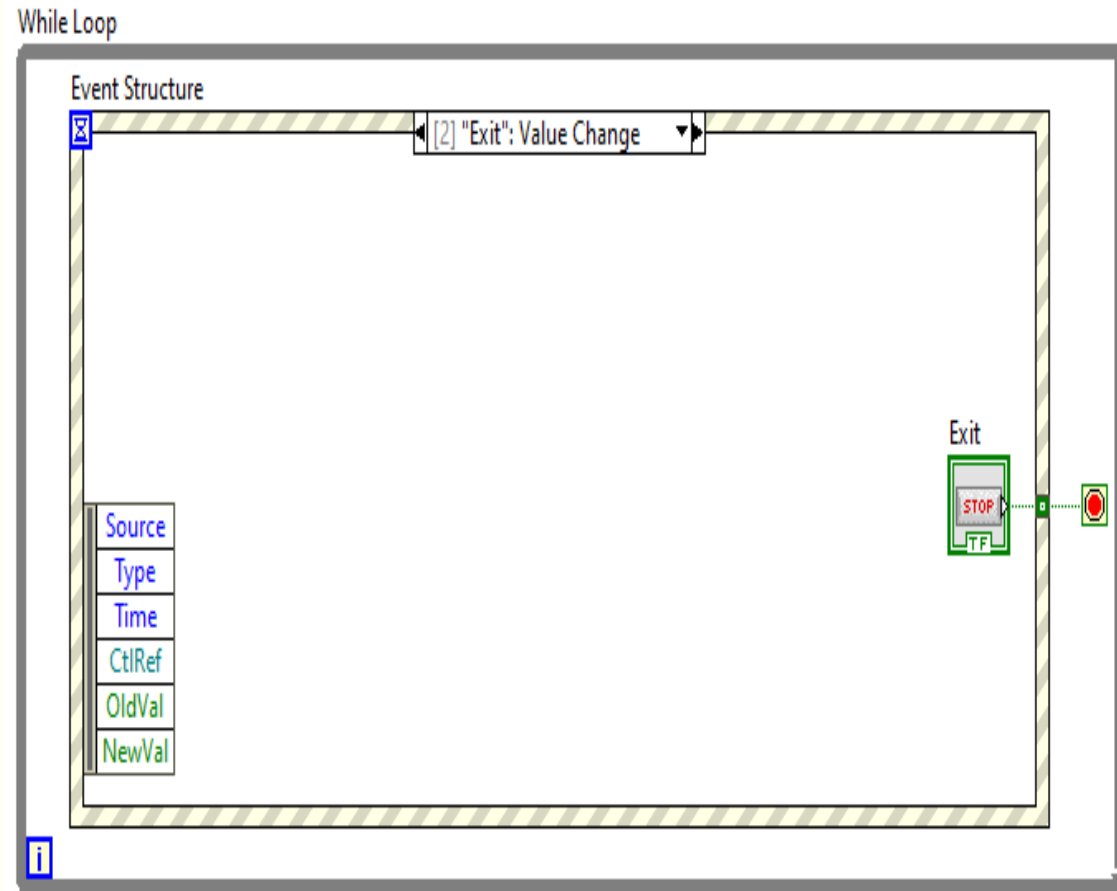 While Loop
Event Structure
[2] "Exit": Value Change
Exit
STOP
TF
Source
Type
Time
CtlRef
OldVal
NewVal
i